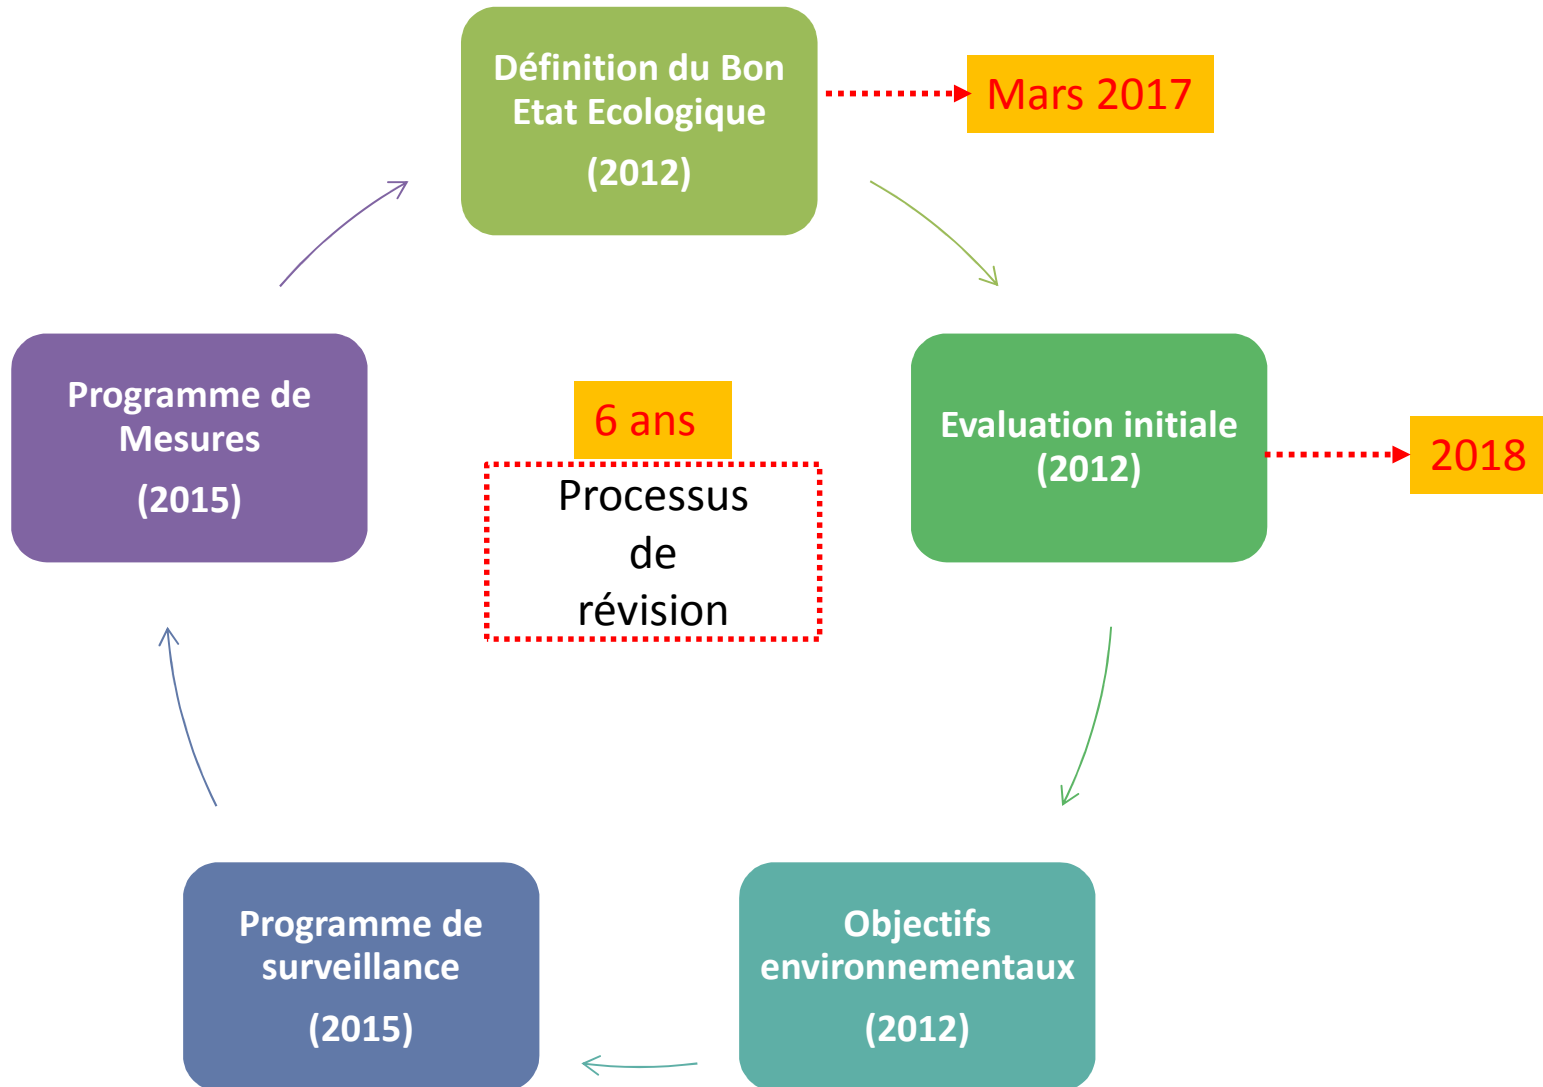 Définition du Bon
Etat Ecologique
(2012)
Mars 2017
Programme de
Mesures
(2015)
6 ans
Processus
de
révision
Evaluation initiale
(2012)
2018
Programme de
surveillance
(2015)
Objectifs
environnementaux
(2012)